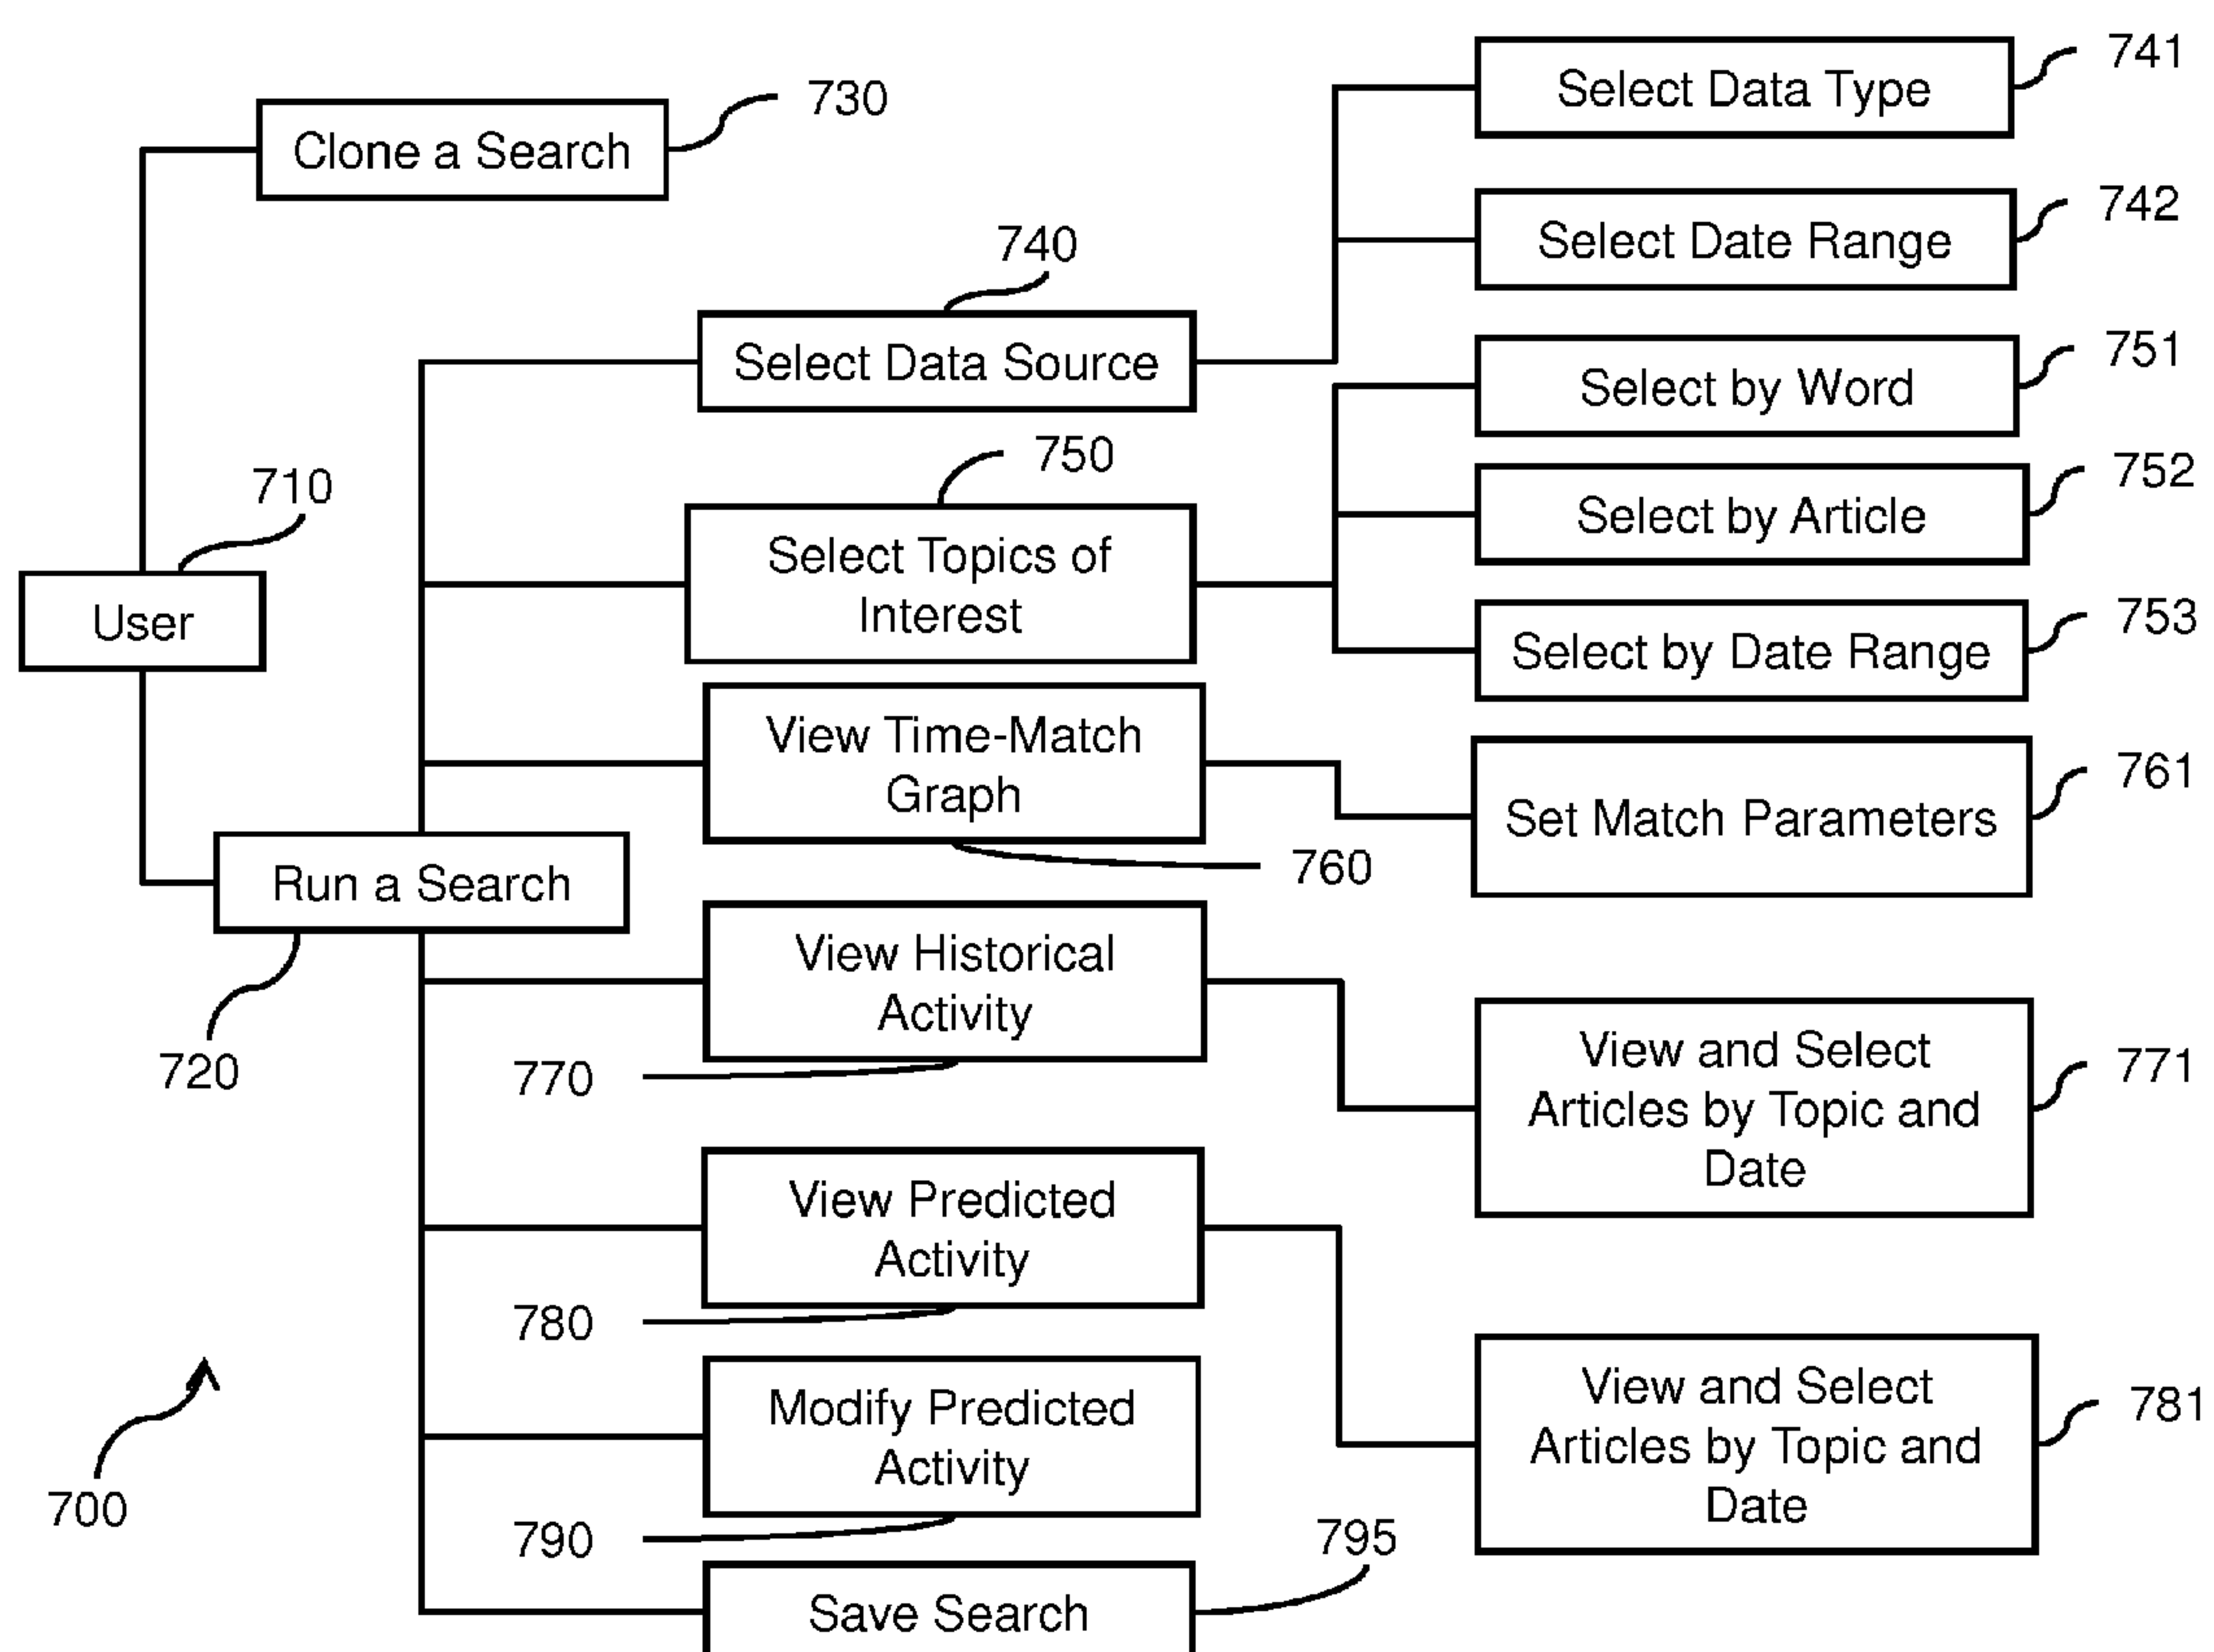 741
Select Data Type
730
Clone a Search
742
Select Date Range
740
Select Data Source
751
Select by Word
750
752
Select by Article
710
User
Select Topics of
Interest
753
Select by Date Range
View Time-Match
Graph
760
761
Set Match Parameters
Run a Search
720
View Historical
Activity
770
View and Select
Articles by Topic and
Date
771
View Predicted
Activity
780
View and Select
Articles by Topic and
Date
781
Modify Predicted
Activity
790
700
795
Save Search